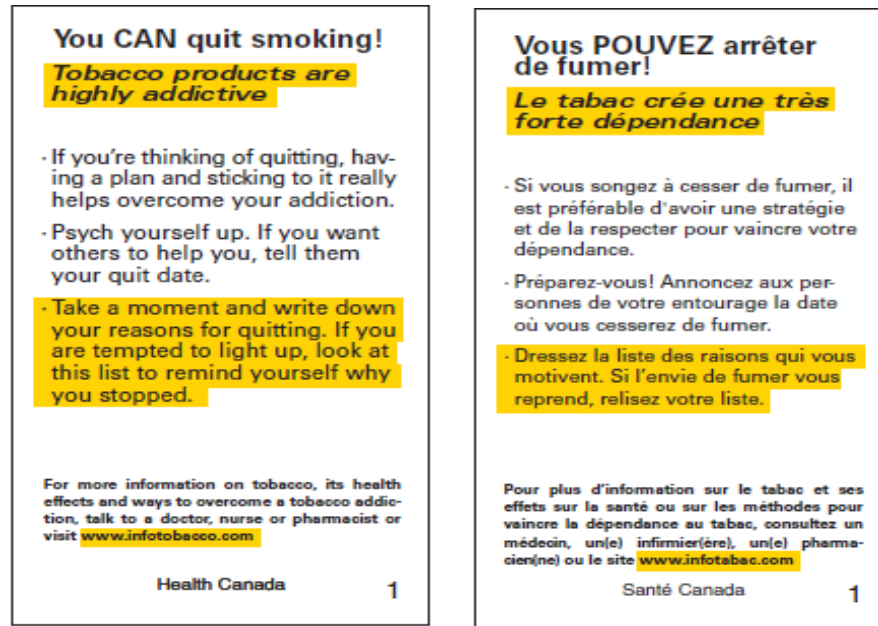 You CAN quit smoking!
Tobacco products are
highly addictive
· If you're thinking of quitting, hav-
ing a plan and sticking to it really
helps overcome your addiction.
· Psych yourself up. If you want
others to help you, tell them
your quit date.
· Take a moment and write down
your reasons for quitting. If you
are tempted to light up, look at
this list to remind yourself why
you stopped.
For more information on tobacco, its health
effects and ways to overcome a tobacco addic-
tion, talk to a doctor, nurse or pharmacist or
visit www.infotobacco.com
Health Canada
1
Vous POUVEZ arrêter
de fumer!
Le tabac crée une très
forte dépendance
· Si vous songez à cesser de fumer, il
est préférable d'avoir une stratégie
et de la respecter pour vaincre votre
dépendance.
· Préparez-vous! Annoncez aux per-
sonnes de votre entourage la date
où vous cesserez de fumer.
· Dressez la liste des raisons qui vous
motivent. Si l'envie de fumer vous
reprend, relisez votre liste.
Pour plus d'information sur le tabac et ses
effets sur la santé ou sur les méthodes pour
vaincre la dépendance au tabac, consultez un
médecin, un(e) infirmier(ère), un(e) pharma-
cien(ne) ou le site www.infotabac.com
Santé Canada
1